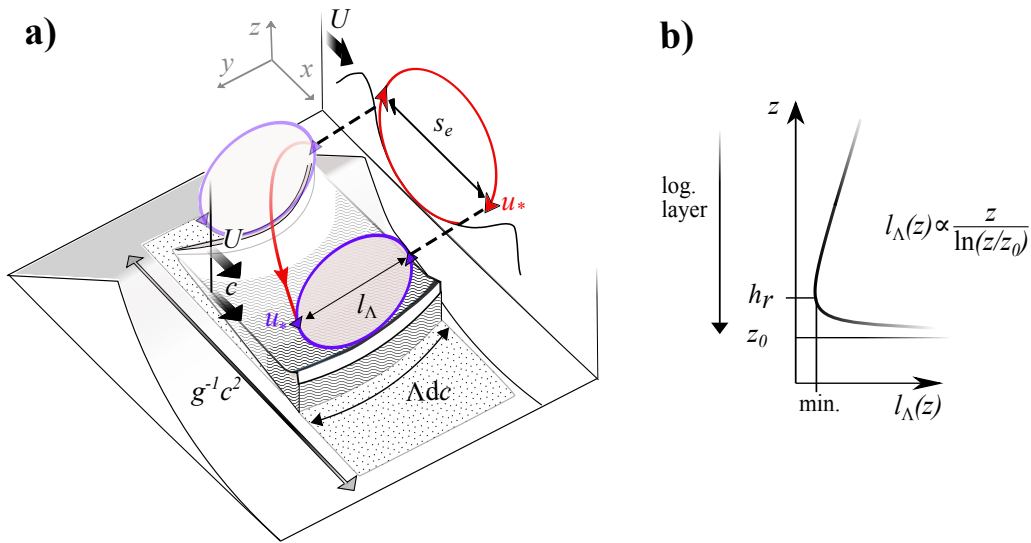 a)
U
z
y
x
s_e
u_*
U
c
l_Λ
u_*
g^{-1}c^2
Λdc
b)
z
log.
layer
l_Λ(z) ∝ z / ln(z/z_0)
h_r
z_0
min.
l_Λ(z)